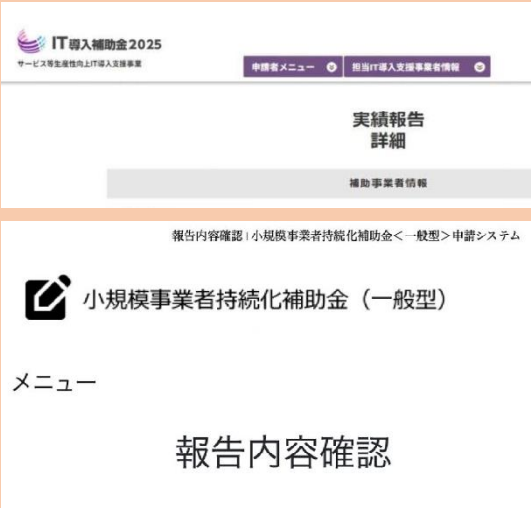 IT導入補助金2025
サービス等生産性向上IT導入支援事業
申請者メニュー 担当IT導入支援事業者情報
実績報告
詳細
補助事業者情報
報告内容確認 | 小規模事業者持続化補助金<一般型>申請システム
小規模事業者持続化補助金（一般型）
メニュー
報告内容確認